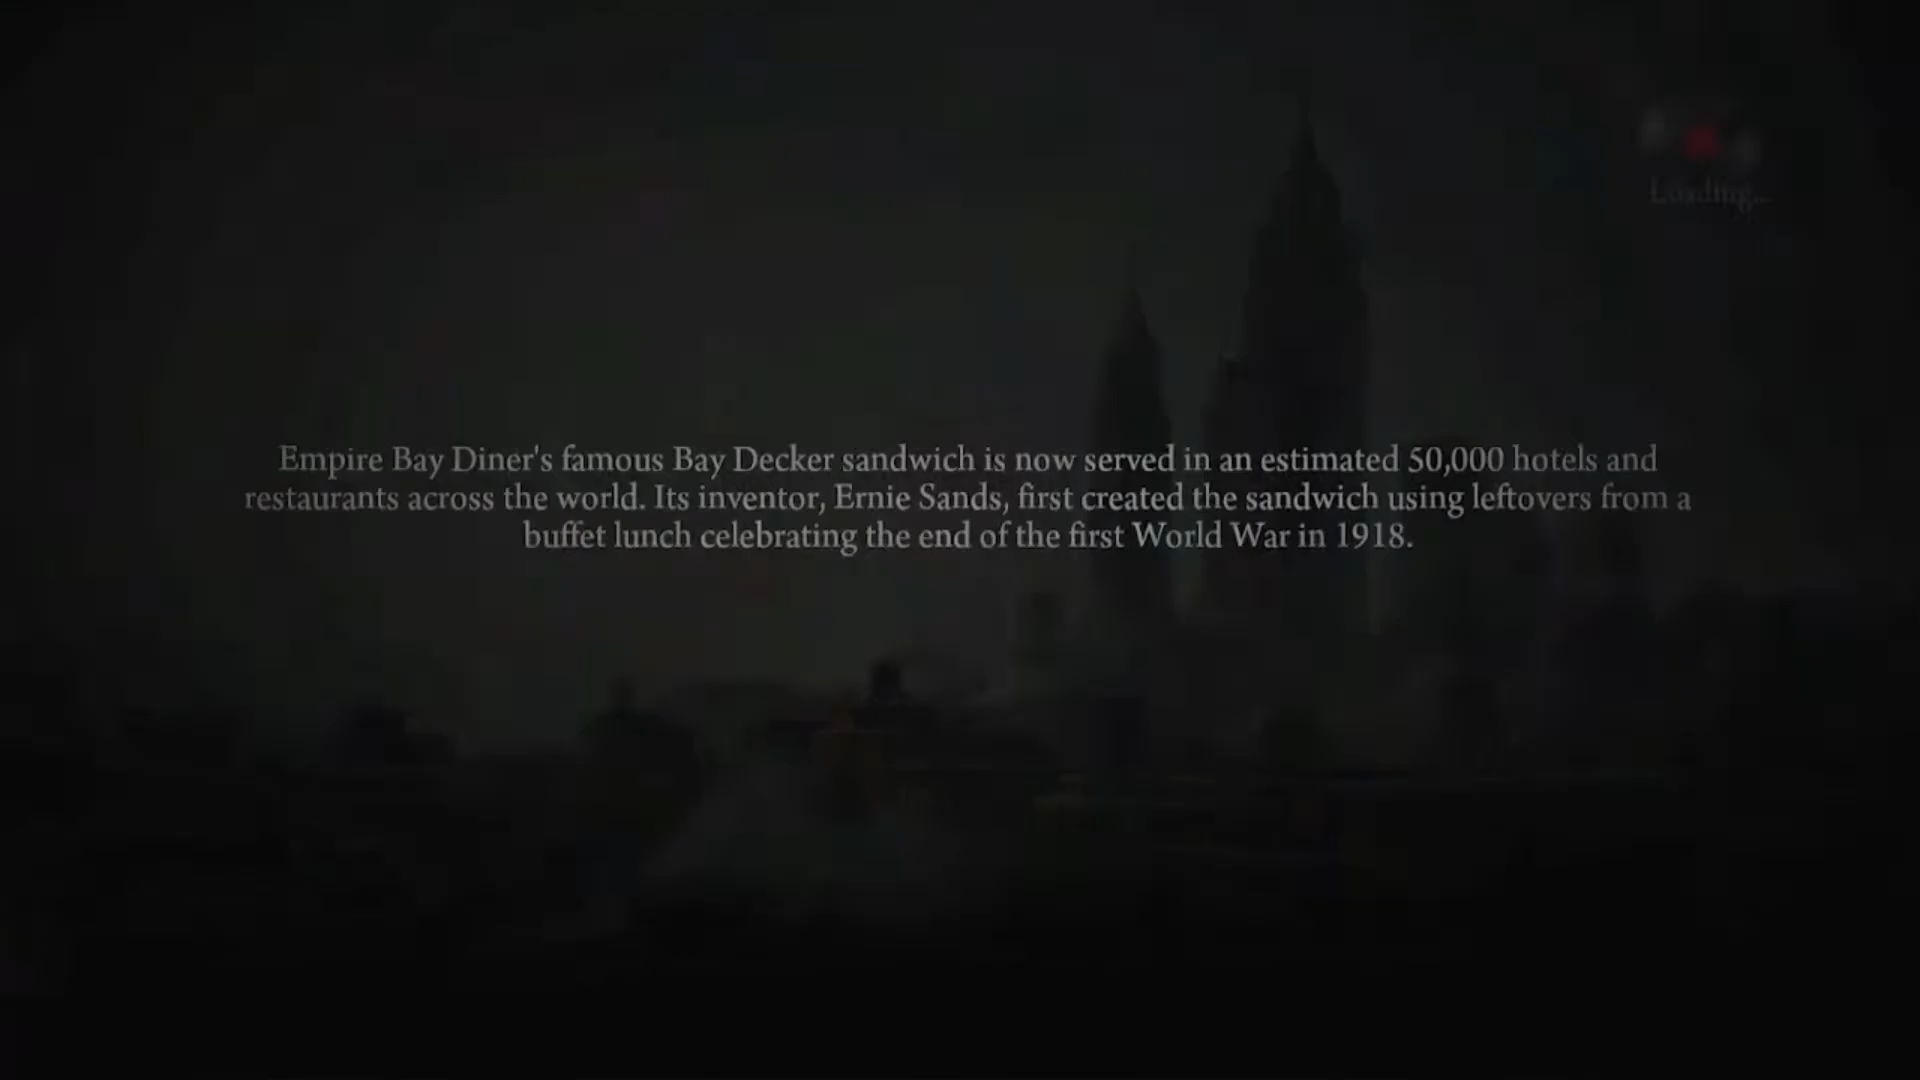 Loading...
Empire Bay Diner's famous Bay Decker sandwich is now served in an estimated 50,000 hotels and
restaurants across the world. Its inventor, Ernie Sands, first created the sandwich using leftovers from a
buffet lunch celebrating the end of the first World War in 1918.